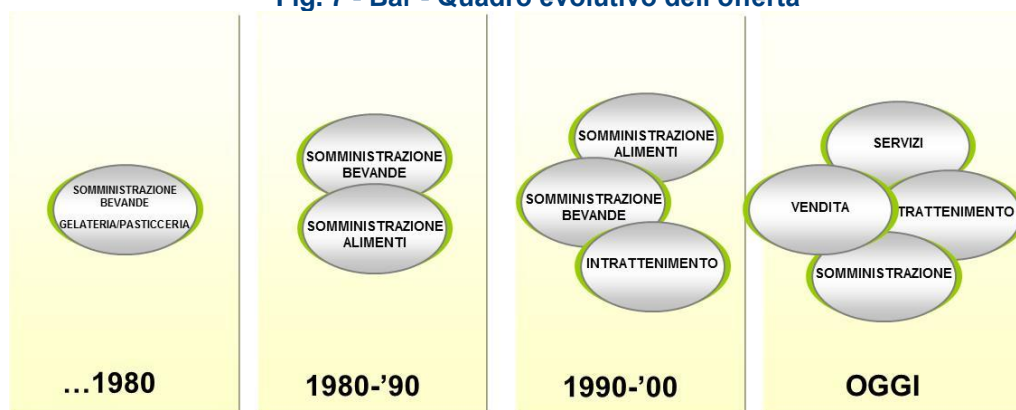 Fig. 7 - Bar - Quadro evolutivo dell'offerta
SOMMINISTRAZIONE
BEVANDE
GELATERIA/PASTICCERIA
…1980
SOMMINISTRAZIONE
BEVANDE
SOMMINISTRAZIONE
ALIMENTI
1980-'90
SOMMINISTRAZIONE
ALIMENTI
SOMMINISTRAZIONE
BEVANDE
INTRATTENIMENTO
1990-'00
SERVIZI
VENDITA
TRATTENIMENTO
SOMMINISTRAZIONE
OGGI